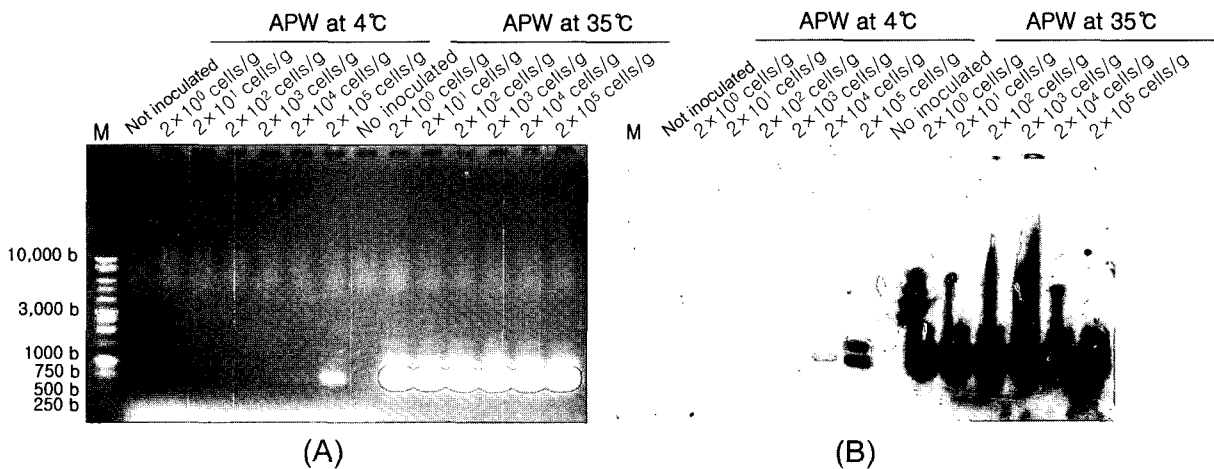 APW at 4℃ APW at 35℃
M
Not inoculated
2×10⁰ cells/g
2×10¹ cells/g
2×10² cells/g
2×10³ cells/g
2×10⁴ cells/g
2×10⁵ cells/g
No inoculated
2×10⁰ cells/g
2×10¹ cells/g
2×10² cells/g
2×10³ cells/g
2×10⁴ cells/g
2×10⁵ cells/g
10,000 b
3,000 b
1000 b
750 b
500 b
250 b
(A)
APW at 4℃ APW at 35℃
M
Not inoculated
2×10⁰ cells/g
2×10¹ cells/g
2×10² cells/g
2×10³ cells/g
2×10⁴ cells/g
2×10⁵ cells/g
No inoculated
2×10⁰ cells/g
2×10¹ cells/g
2×10² cells/g
2×10³ cells/g
2×10⁴ cells/g
2×10⁵ cells/g
(B)